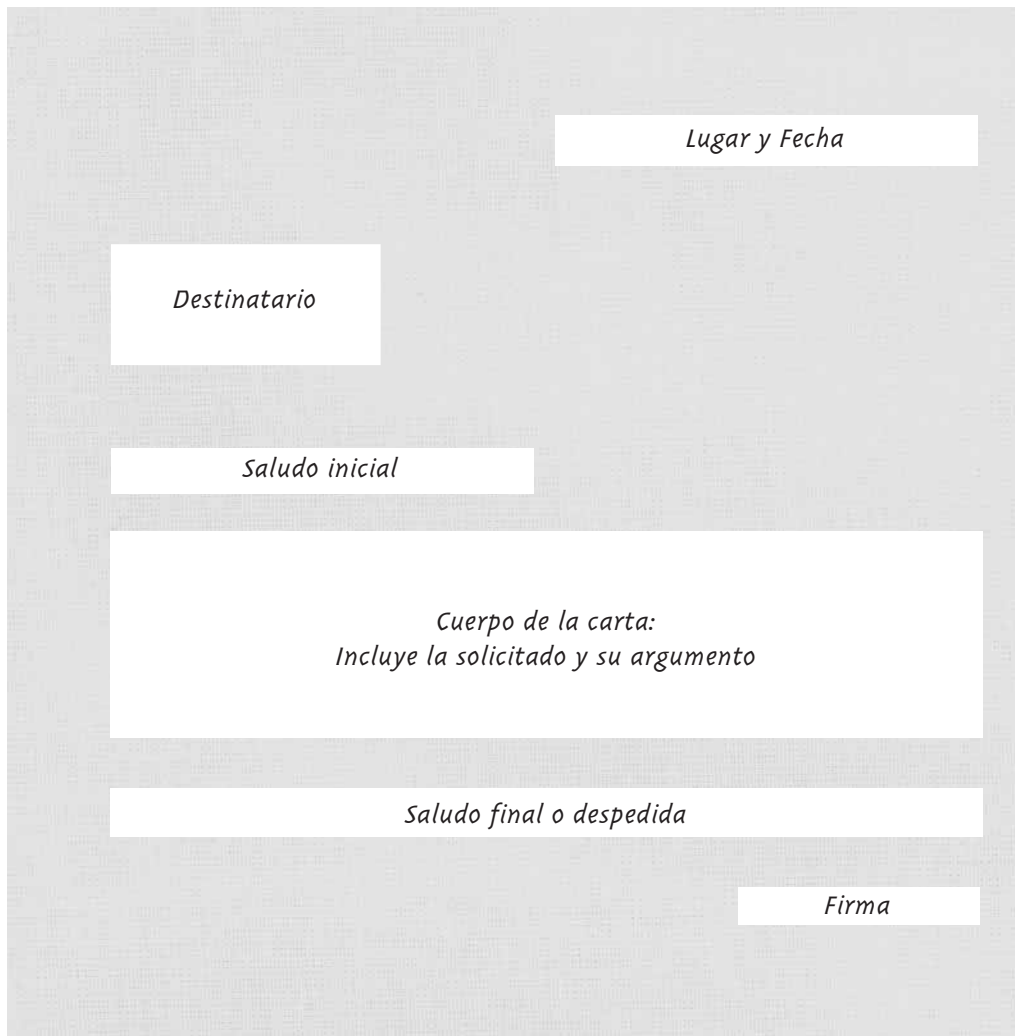 Lugar y Fecha
Destinatario
Saludo inicial
Cuerpo de la carta:
Incluye la solicitado y su argumento
Saludo final o despedida
Firma